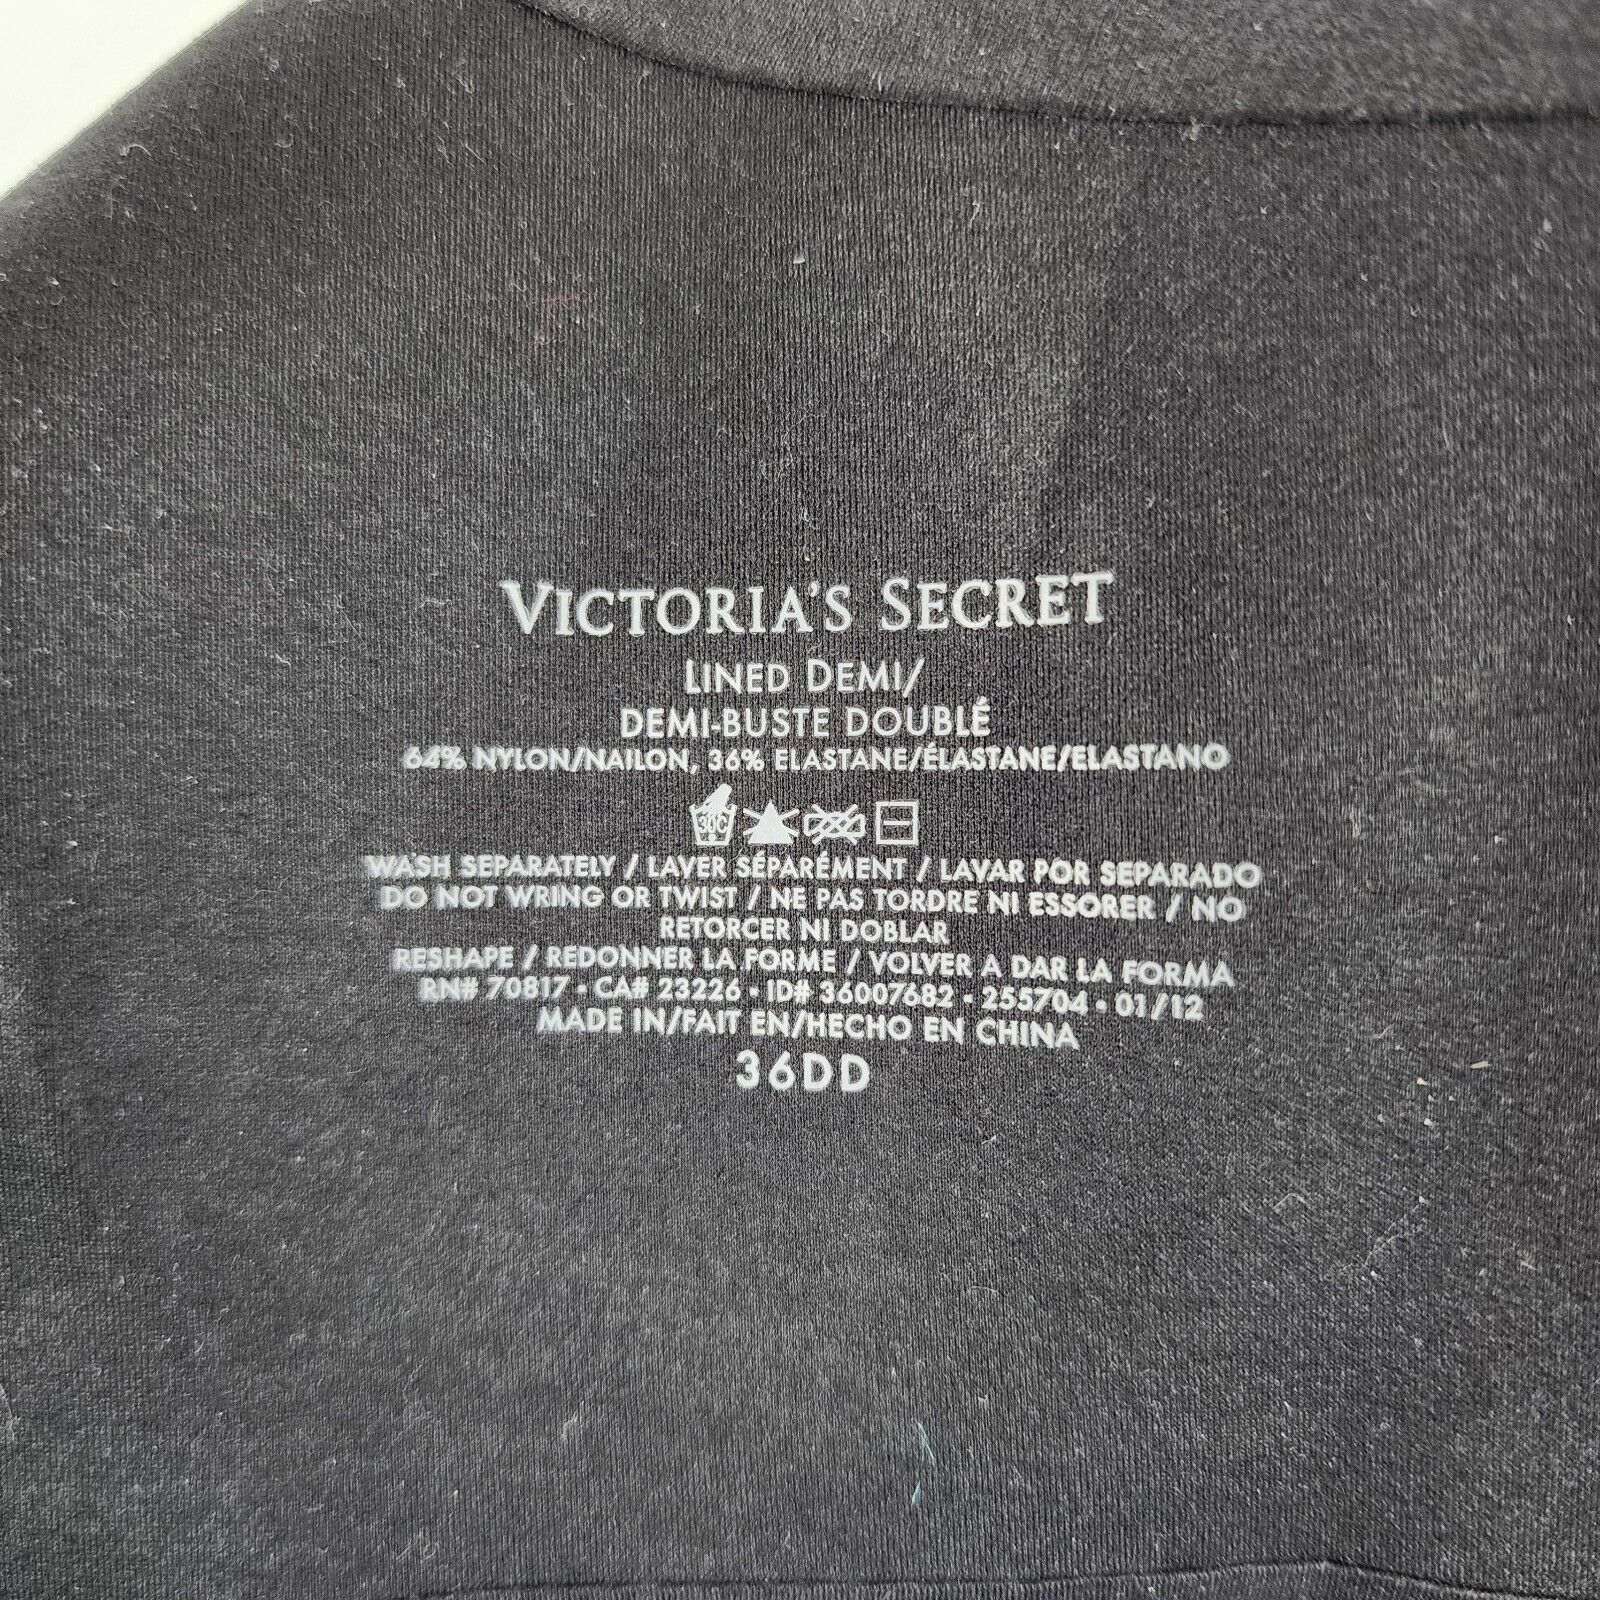 VICTORIA'S SECRET
LINED DEMI/
DEMI-BUSTE DOUBLÉ
64% NYLON/NAILON, 36% ELASTANE/ÉLASTANE/ELASTANO
30C
WASH SEPARATELY / LAVER SÉPARÉMENT / LAVAR POR SEPARADO
DO NOT WRING OR TWIST / NE PAS TORDRE NI ESSORER / NO
RETORCER NI DOBLAR
RESHAPE / REDONNER LA FORME / VOLVER A DAR LA FORMA
RN# 70817 • CA# 23226 • ID# 36007682 • 255704 • 01/12
MADE IN/FAIT EN/HECHO EN CHINA
36DD